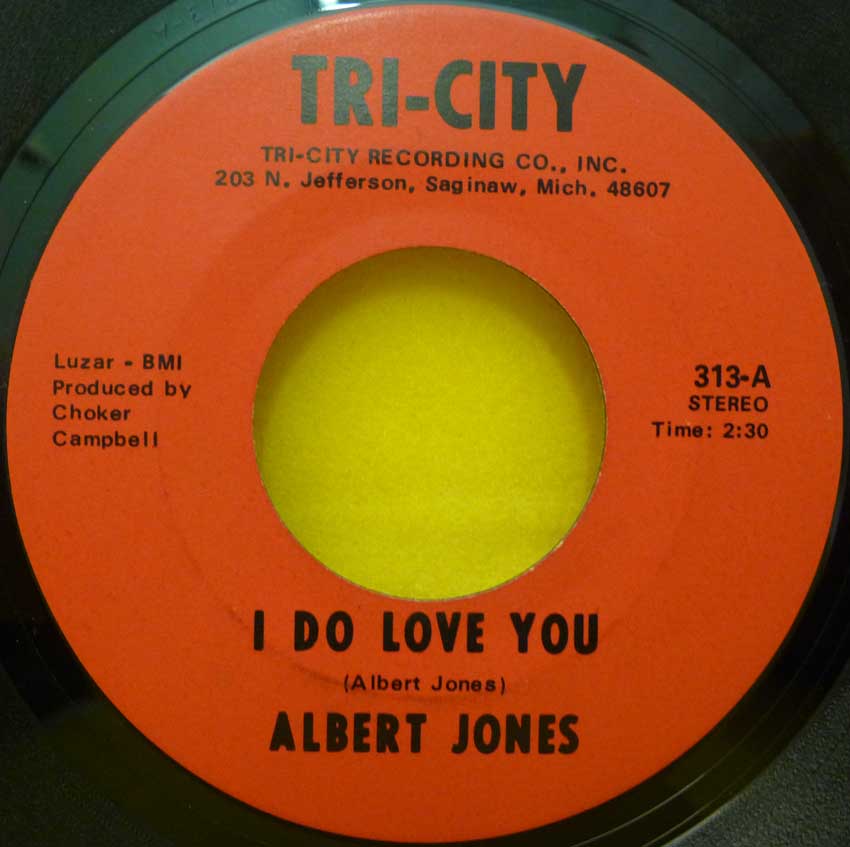 TRI-CITY
TRI-CITY RECORDING CO., INC.
203 N. Jefferson, Saginaw, Mich. 48607
Luzar - BMI
Produced by
Choker
Campbell
313-A
STEREO
Time: 2:30
I DO LOVE YOU
(Albert Jones)
ALBERT JONES